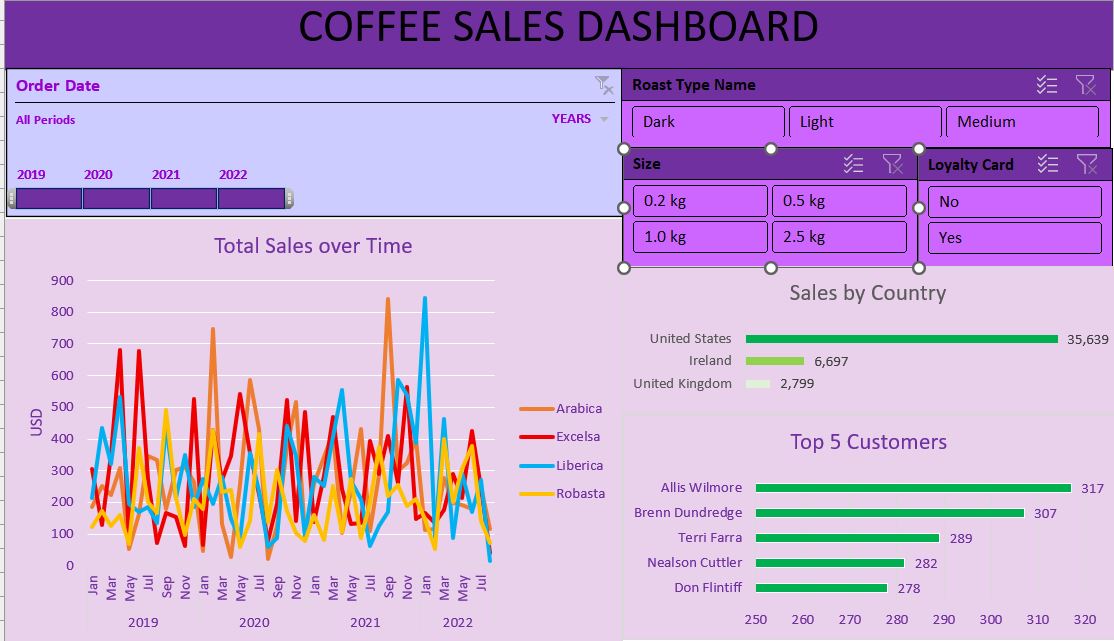 COFFEE SALES DASHBOARD
Order Date
All Periods
YEARS
2019 2020 2021 2022
Roast Type Name
Dark Light Medium
Size
0.2 kg 0.5 kg
1.0 kg 2.5 kg
Loyalty Card
No
Yes
Total Sales over Time
USD
900
800
700
600
500
400
300
200
100
0
Jan Mar May Jul Sep Nov Jan Mar May Jul Sep Nov Jan Mar May Jul Sep Nov Jan Mar May Jul
2019 2020 2021 2022
Arabica
Excelsa
Liberica
Robasta
Sales by Country
United States 35,639
Ireland 6,697
United Kingdom 2,799
Top 5 Customers
Allis Wilmore 317
Brenn Dundredge 307
Terri Farra 289
Nealson Cuttler 282
Don Flintiff 278
250 260 270 280 290 300 310 320